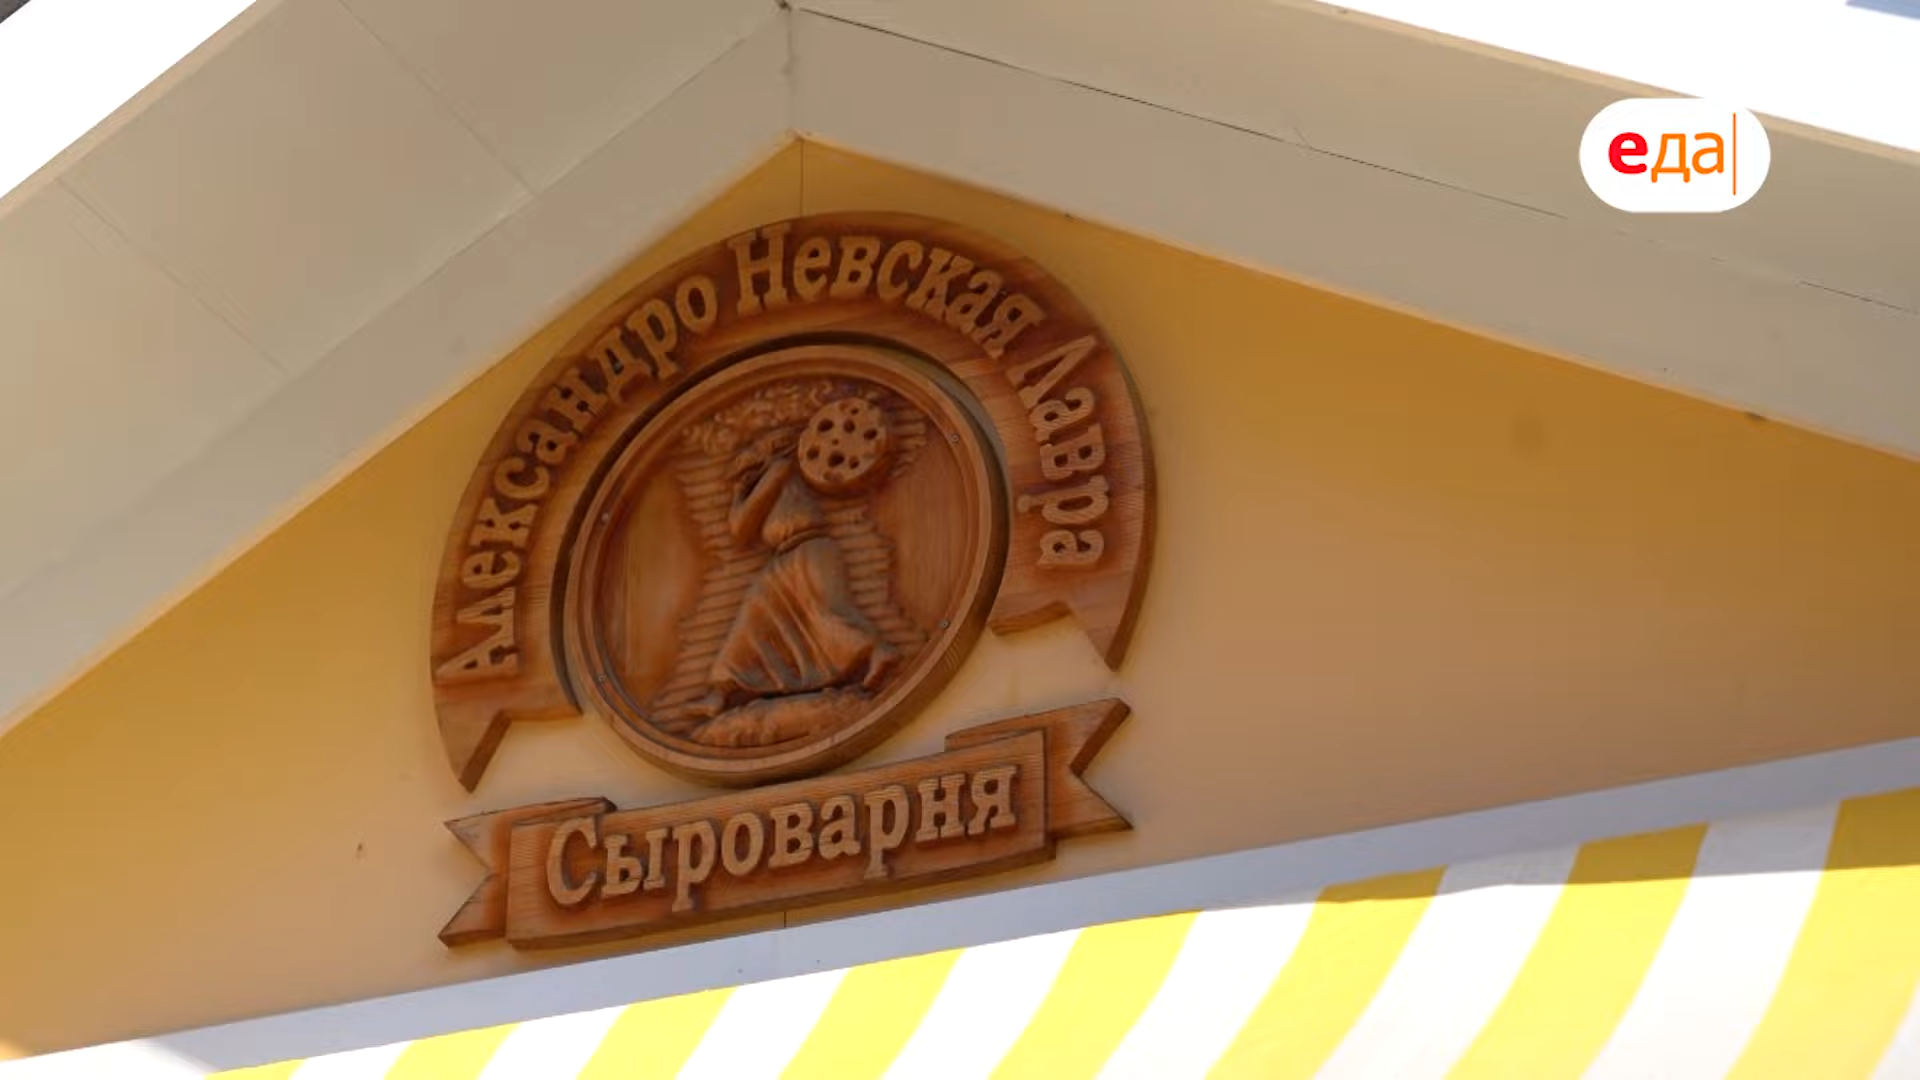 еда
Александро Невская Лавра
Сыроварня